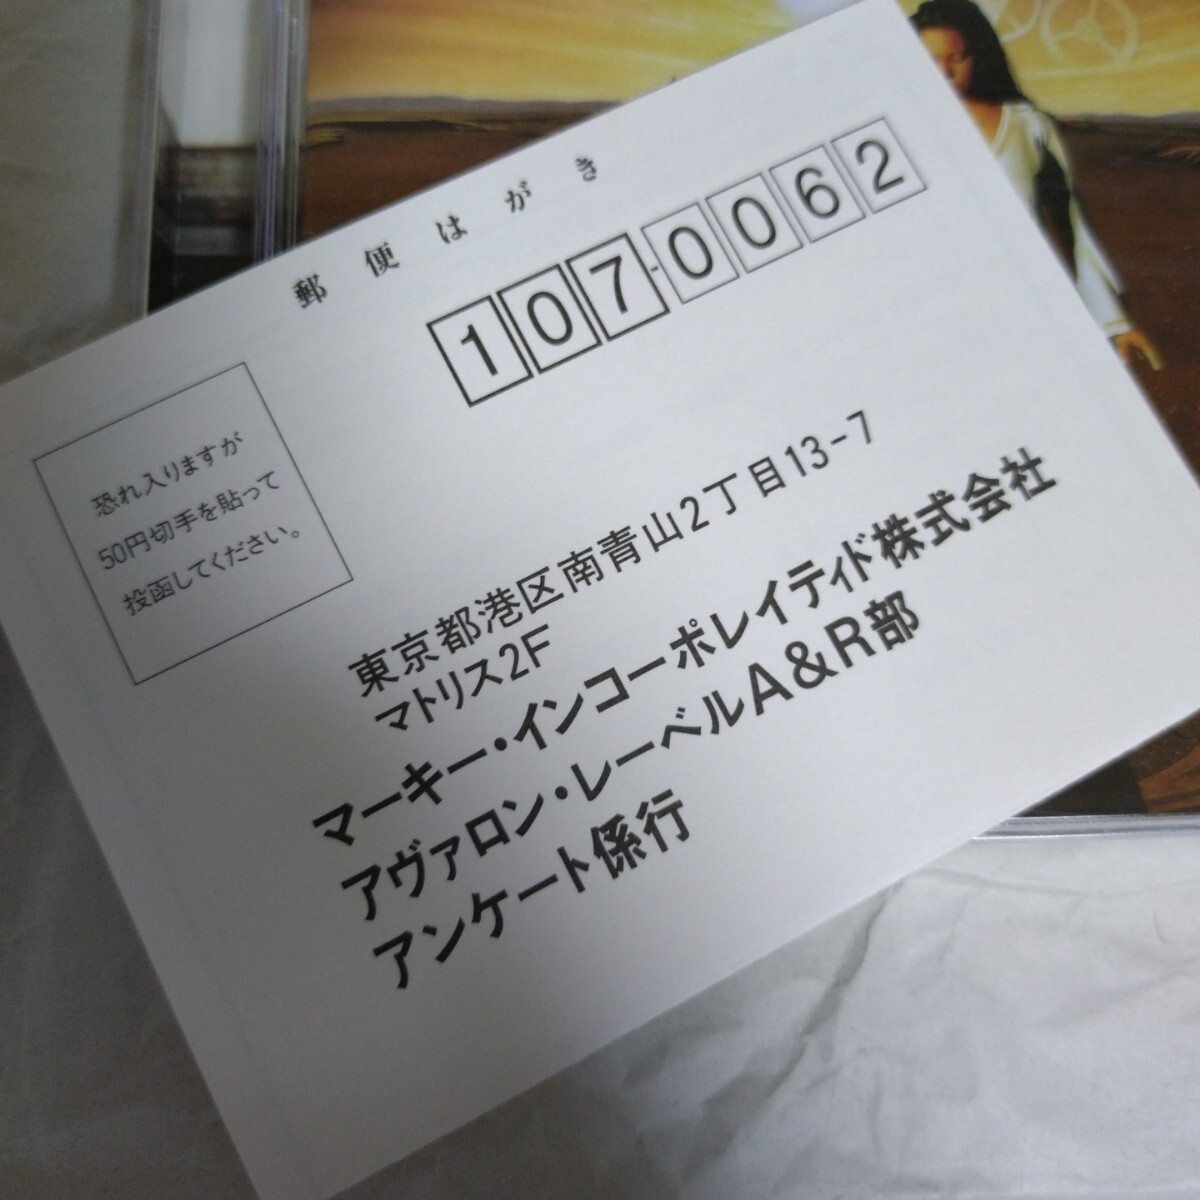 郵便はがき
107-0062
恐れ入りますが
50円切手を貼って
投函してください。
東京都港区南青山2丁目13-7
マトリス2F
マーキー・インコーポレイティド株式会社
アヴァロン・レーベルA&R部
アンケート係行